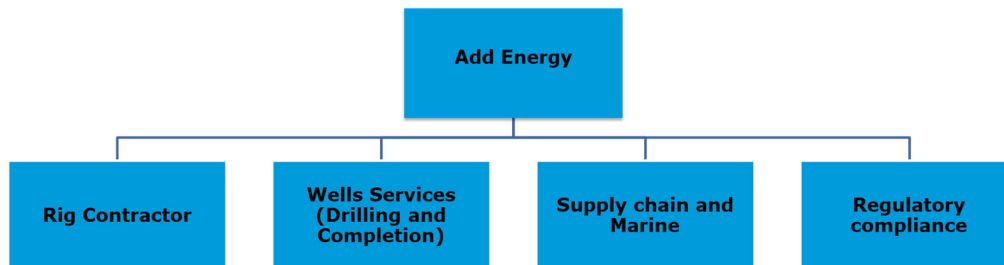 Add Energy
Rig Contractor
Wells Services
(Drilling and
Completion)
Supply chain and
Marine
Regulatory
compliance